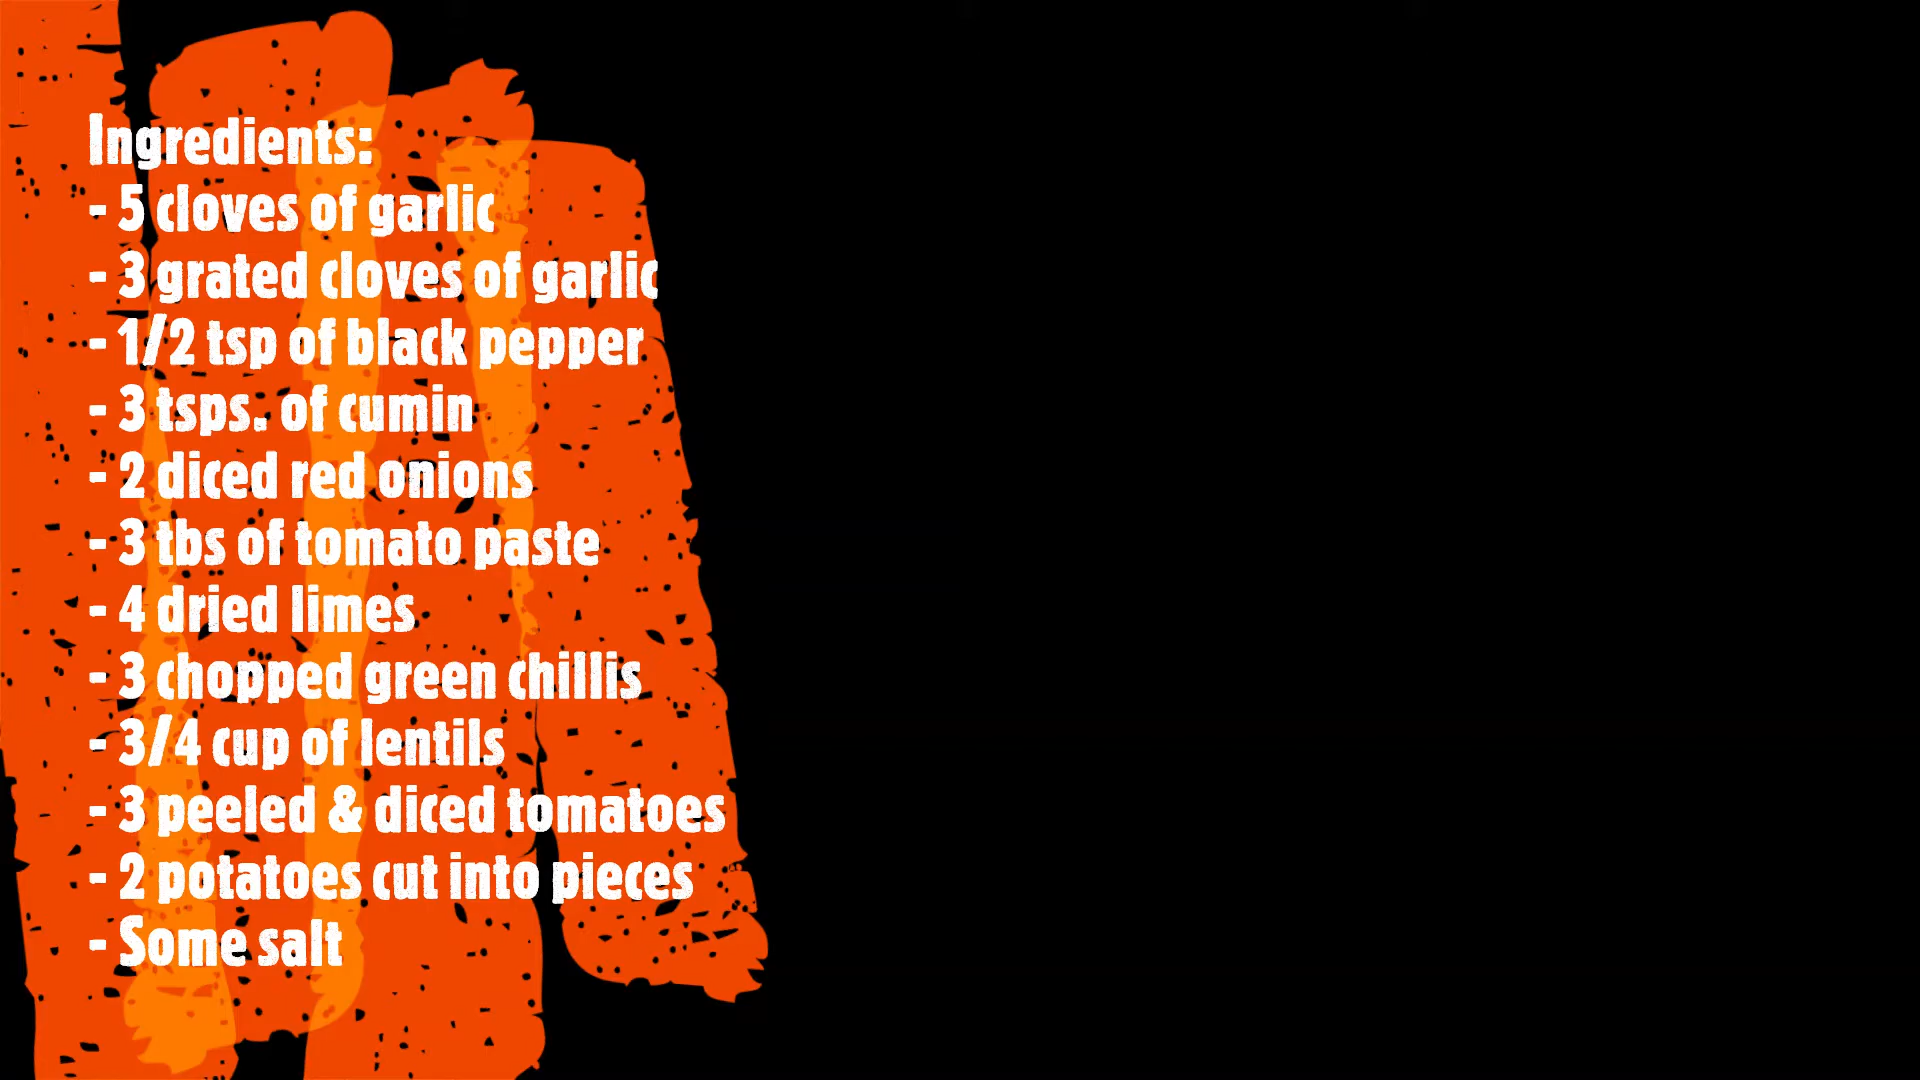 Ingredients:
- 5 cloves of garlic
- 3 grated cloves of garlic
- 1/2 tsp of black pepper
- 3 tsps. of cumin
- 2 diced red onions
- 3 tbs of tomato paste
- 4 dried limes
- 3 chopped green chillis
- 3/4 cup of lentils
- 3 peeled & diced tomatoes
- 2 potatoes cut into pieces
- Some salt